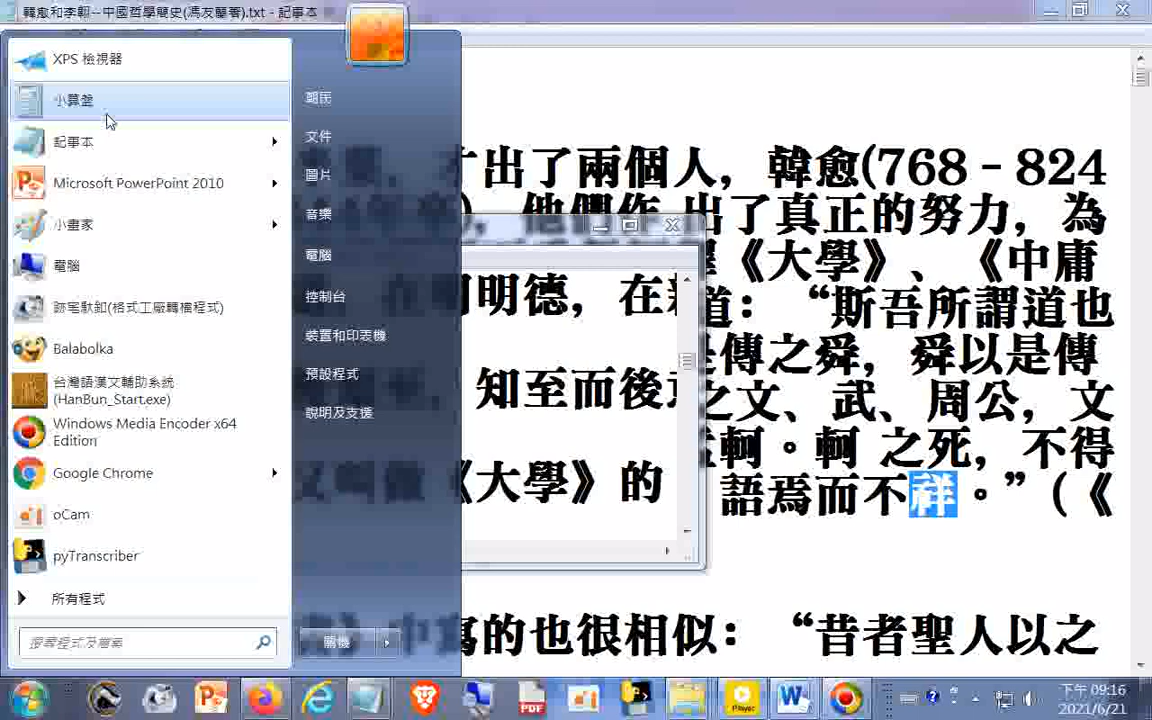 韓愈和李翱--中國哲學簡史(馮友蘭著).txt - 記事本
XPS 檢視器
小算盤
記事本
Microsoft PowerPoint 2010
小畫家
電腦
(格式工廠轉檔程式)
Balabolka
台灣語漢文輔助系統
(HanBun_Start.exe)
Windows Media Encoder x64
Edition
Google Chrome
oCam
pyTranscriber
所有程式
搜尋程式及檔案
文件
圖片
音樂
電腦
控制台
裝置和印表機
預設程式
說明及支援
關機
才出了兩個人，韓愈(768－824
他們作 出了真正的努力，為
《大學》、《中庸
道：“斯吾所謂道也
是傳之舜，舜以是傳
之文、武、周公，文
軻。軻 之死，不得
語焉而不祥。”(《
寫的也很相似：“昔者聖人以之
明明德，在
知至而後
又叫做《大學》的
下午 09:16
2021/6/21